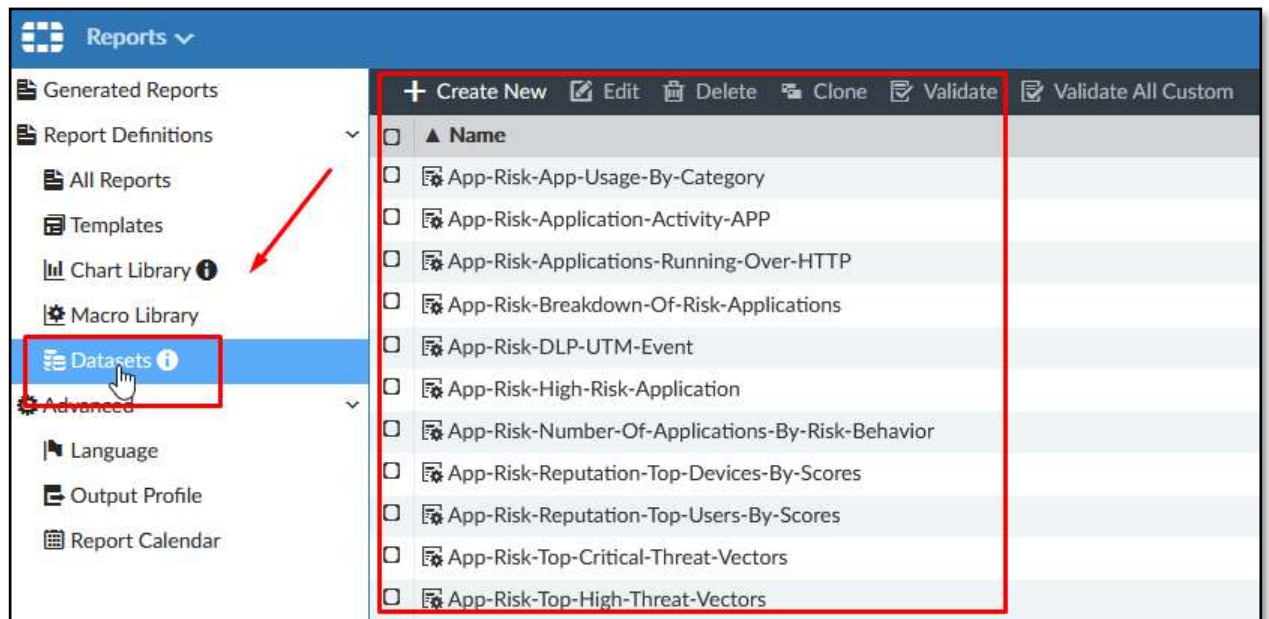 Reports
Generated Reports
Report Definitions
All Reports
Templates
Chart Library
Macro Library
Datasets
Advanced
Language
Output Profile
Report Calendar
Create New Edit Delete Clone Validate Validate All Custom
Name
App-Risk-App-Usage-By-Category
App-Risk-Application-Activity-APP
App-Risk-Applications-Running-Over-HTTP
App-Risk-Breakdown-Of-Risk-Applications
App-Risk-DLP-UTM-Event
App-Risk-High-Risk-Application
App-Risk-Number-Of-Applications-By-Risk-Behavior
App-Risk-Reputation-Top-Devices-By-Scores
App-Risk-Reputation-Top-Users-By-Scores
App-Risk-Top-Critical-Threat-Vectors
App-Risk-Top-High-Threat-Vectors